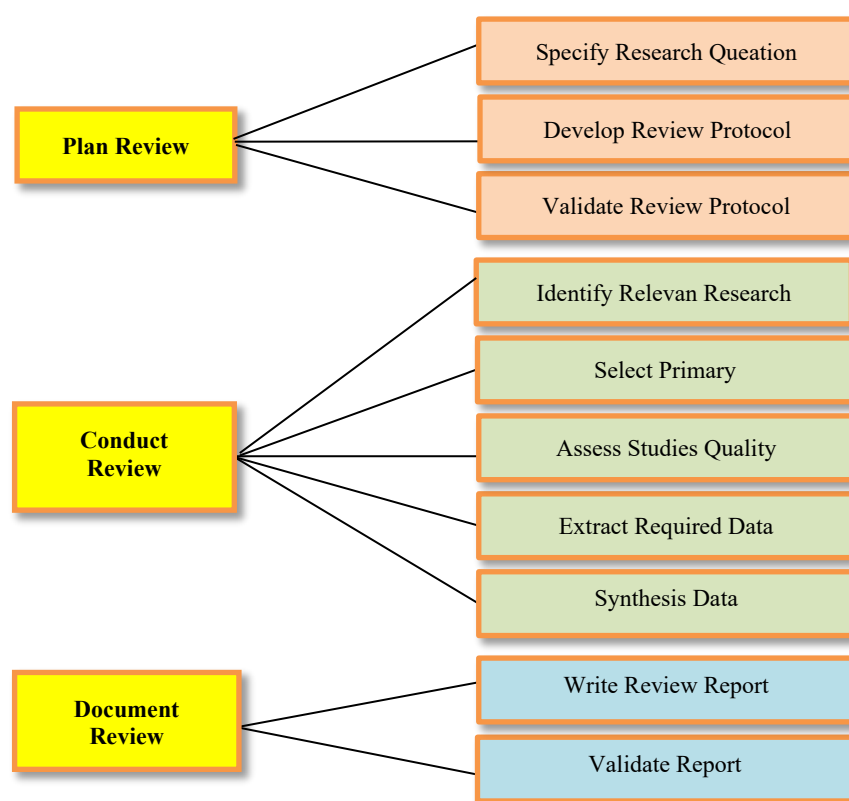 Plan Review
Specify Research Queation
Develop Review Protocol
Validate Review Protocol
Conduct
Review
Identify Relevan Research
Select Primary
Assess Studies Quality
Extract Required Data
Synthesis Data
Document
Review
Write Review Report
Validate Report